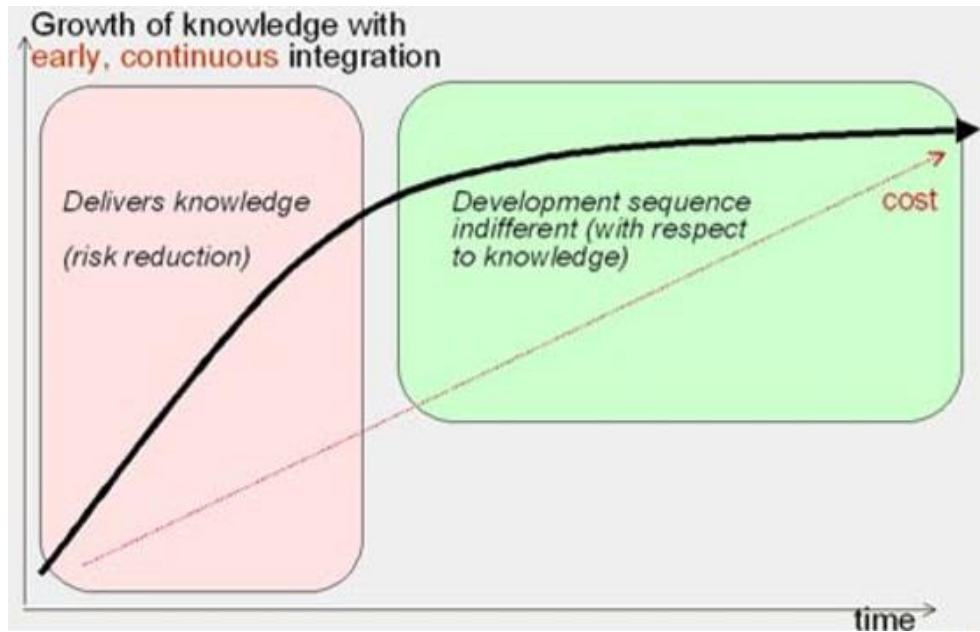 Growth of knowledge with
early, continuous integration
Delivers knowledge
(risk reduction)
Development sequence
indifferent (with respect
to knowledge)
cost
time